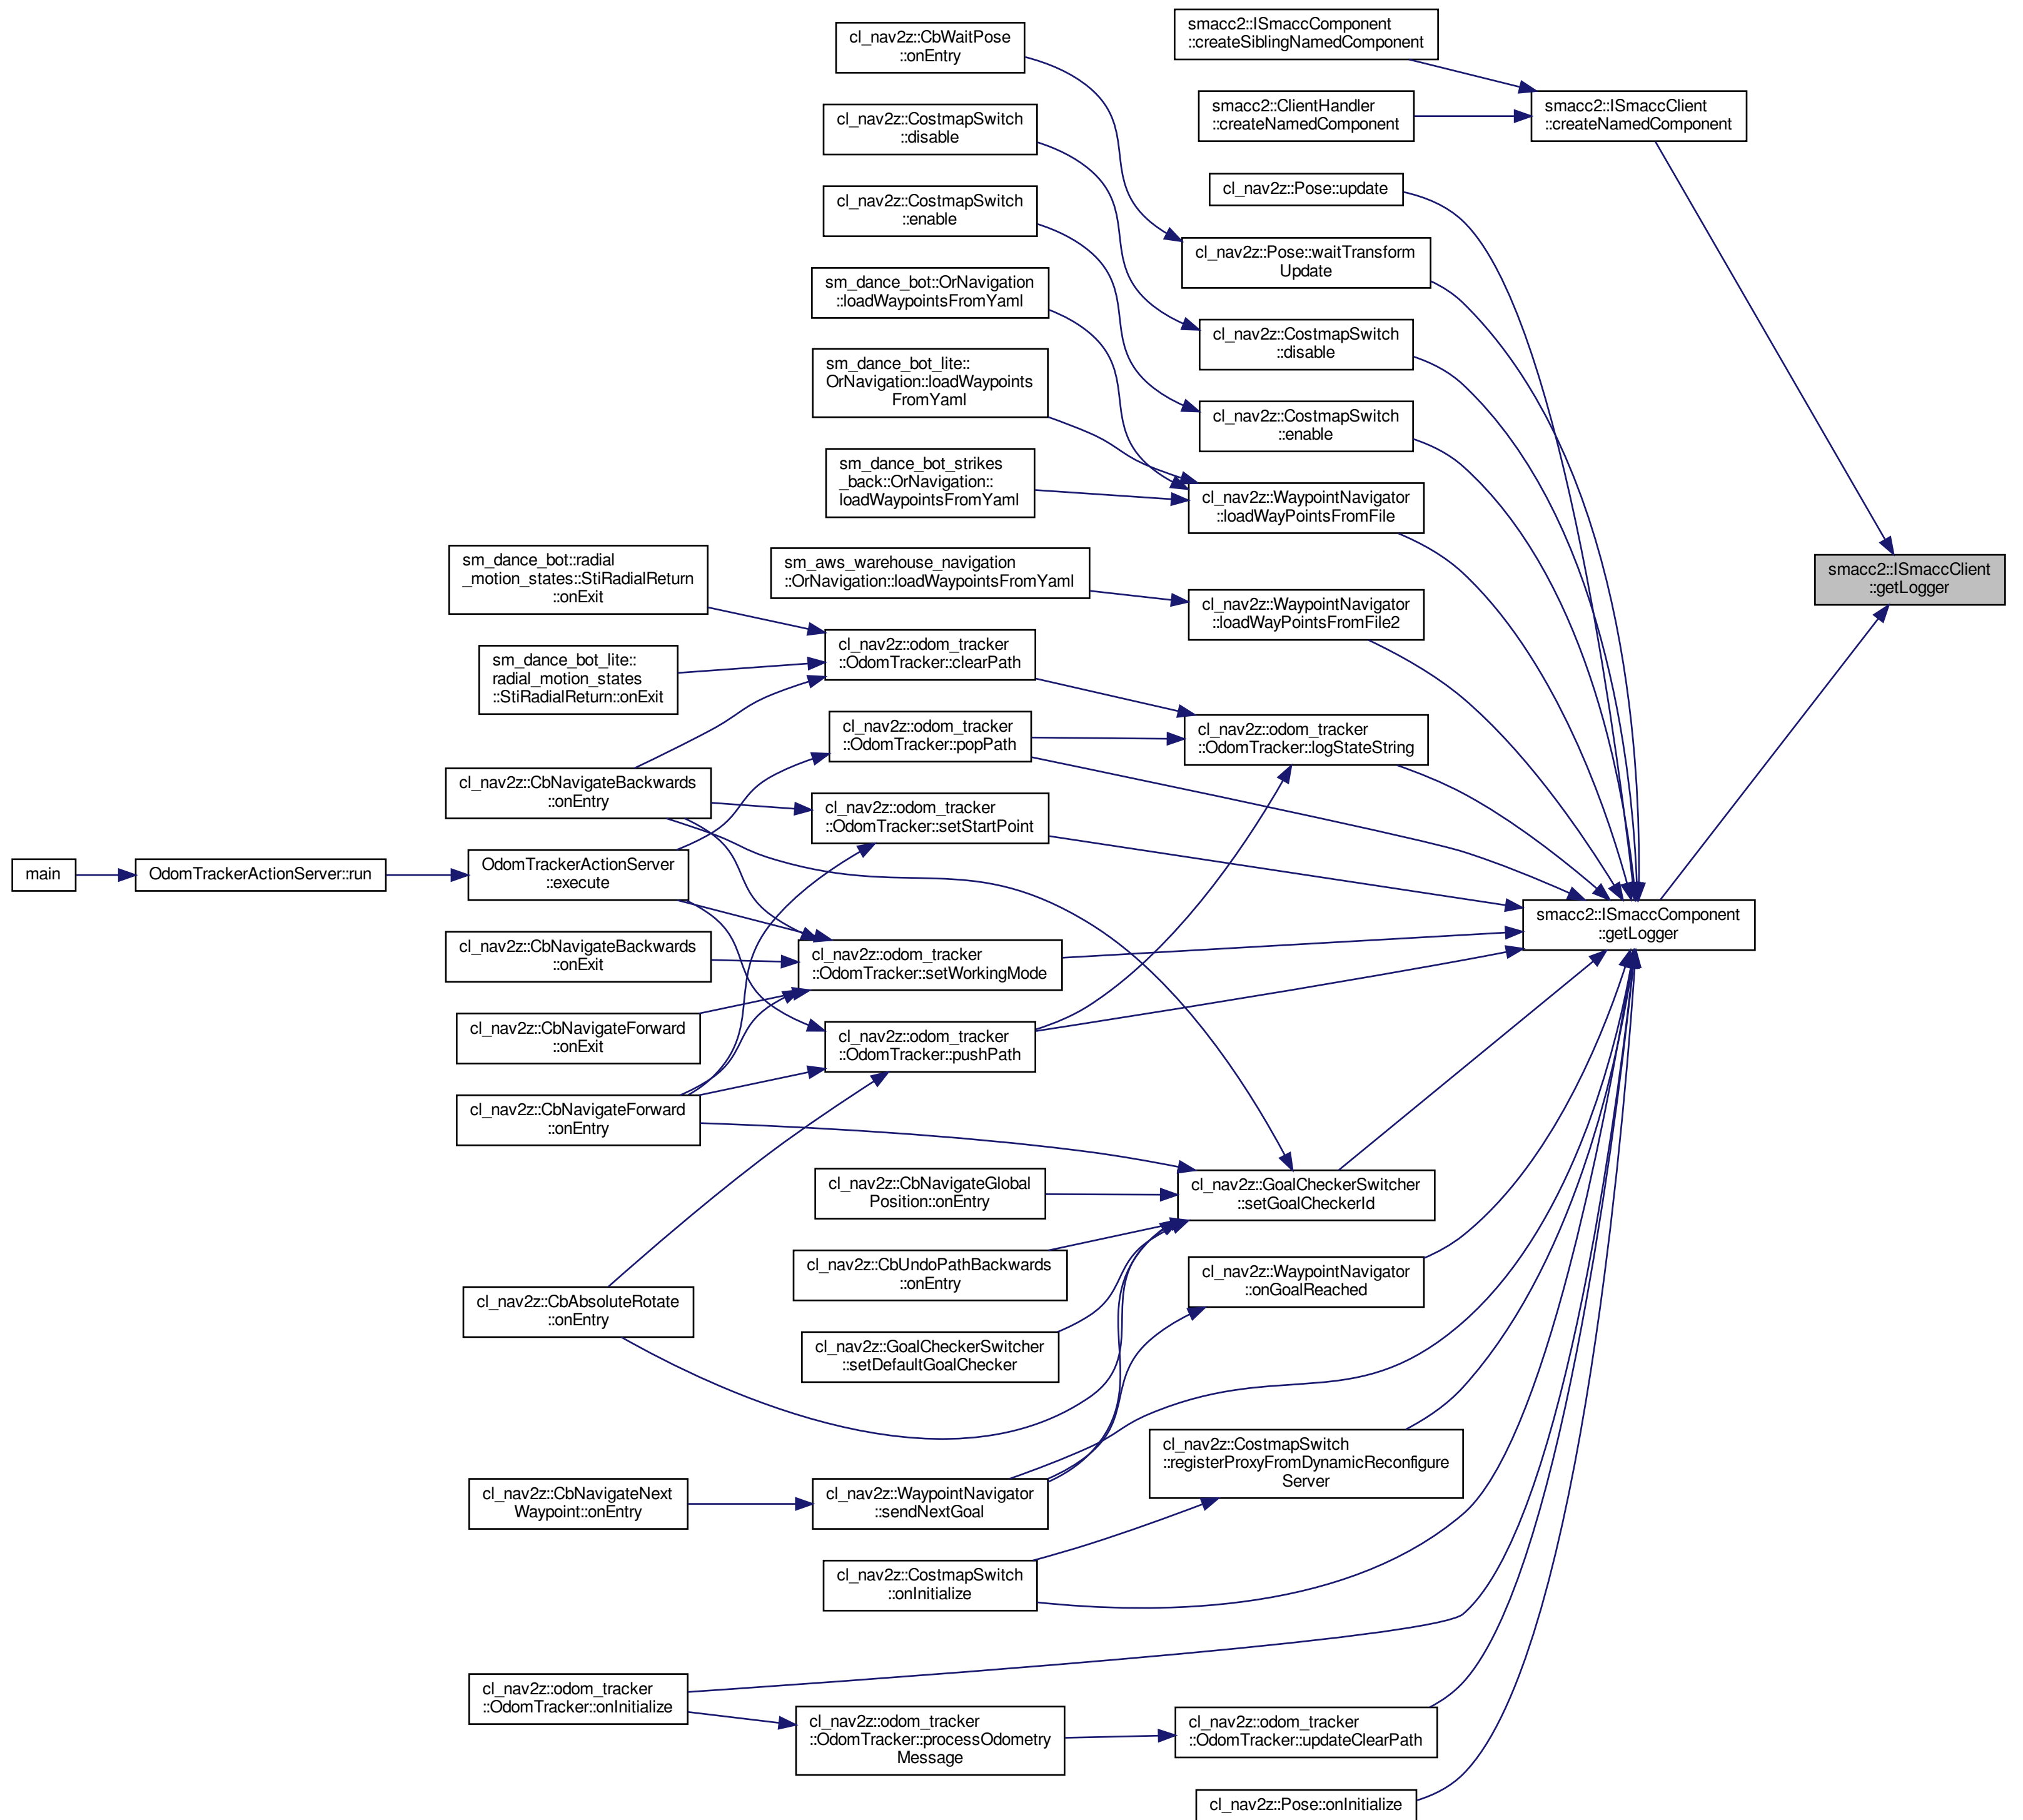 smacc2::ISmaccComponent
::createSiblingNamedComponent
cl_nav2z::CbWaitPose
::onEntry
smacc2::ClientHandler
::createNamedComponent
smacc2::ISmaccClient
::createNamedComponent
cl_nav2z::CostmapSwitch
::disable
cl_nav2z::Pose::update
cl_nav2z::CostmapSwitch
::enable
cl_nav2z::Pose::waitTransform
Update
sm_dance_bot::OrNavigation
::loadWaypointsFromYaml
cl_nav2z::CostmapSwitch
::disable
sm_dance_bot_lite::
OrNavigation::loadWaypoints
FromYaml
cl_nav2z::CostmapSwitch
::enable
sm_dance_bot_strikes
_back::OrNavigation::
loadWaypointsFromYaml
cl_nav2z::WaypointNavigator
::loadWayPointsFromFile
sm_dance_bot::radial
_motion_states::StiRadialReturn
::onExit
sm_aws_warehouse_navigation
::OrNavigation::loadWaypointsFromYaml
smacc2::ISmaccClient
::getLogger
cl_nav2z::WaypointNavigator
::loadWayPointsFromFile2
cl_nav2z::odom_tracker
::OdomTracker::clearPath
sm_dance_bot_lite::
radial_motion_states
::StiRadialReturn::onExit
cl_nav2z::odom_tracker
::OdomTracker::popPath
cl_nav2z::odom_tracker
::OdomTracker::logStateString
cl_nav2z::CbNavigateBackwards
::onEntry
cl_nav2z::odom_tracker
::OdomTracker::setStartPoint
main
OdomTrackerActionServer::run
OdomTrackerActionServer
::execute
smacc2::ISmaccComponent
::getLogger
cl_nav2z::CbNavigateBackwards
::onExit
cl_nav2z::odom_tracker
::OdomTracker::setWorkingMode
cl_nav2z::CbNavigateForward
::onExit
cl_nav2z::odom_tracker
::OdomTracker::pushPath
cl_nav2z::CbNavigateForward
::onEntry
cl_nav2z::CbNavigateGlobal
Position::onEntry
cl_nav2z::GoalCheckerSwitcher
::setGoalCheckerId
cl_nav2z::CbUndoPathBackwards
::onEntry
cl_nav2z::WaypointNavigator
::onGoalReached
cl_nav2z::CbAbsoluteRotate
::onEntry
cl_nav2z::GoalCheckerSwitcher
::setDefaultGoalChecker
cl_nav2z::CostmapSwitch
::registerProxyFromDynamicReconfigure
Server
cl_nav2z::CbNavigateNext
Waypoint::onEntry
cl_nav2z::WaypointNavigator
::sendNextGoal
cl_nav2z::CostmapSwitch
::onInitialize
cl_nav2z::odom_tracker
::OdomTracker::onInitialize
cl_nav2z::odom_tracker
::OdomTracker::processOdometry
Message
cl_nav2z::odom_tracker
::OdomTracker::updateClearPath
cl_nav2z::Pose::onInitialize